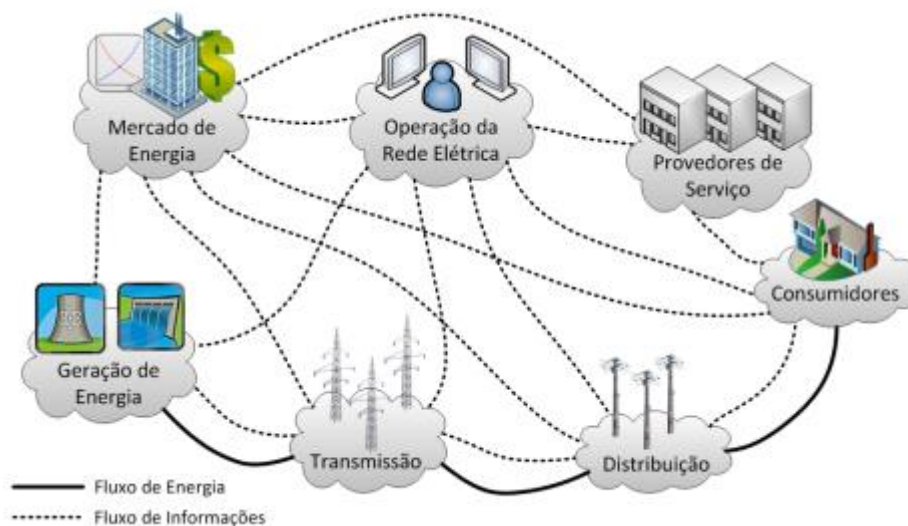 Mercado de
Energia
Operação da
Rede Elétrica
Provedores de
Serviço
Consumidores
Geração de
Energia
Transmissão
Distribuição
Fluxo de Energia
Fluxo de Informações